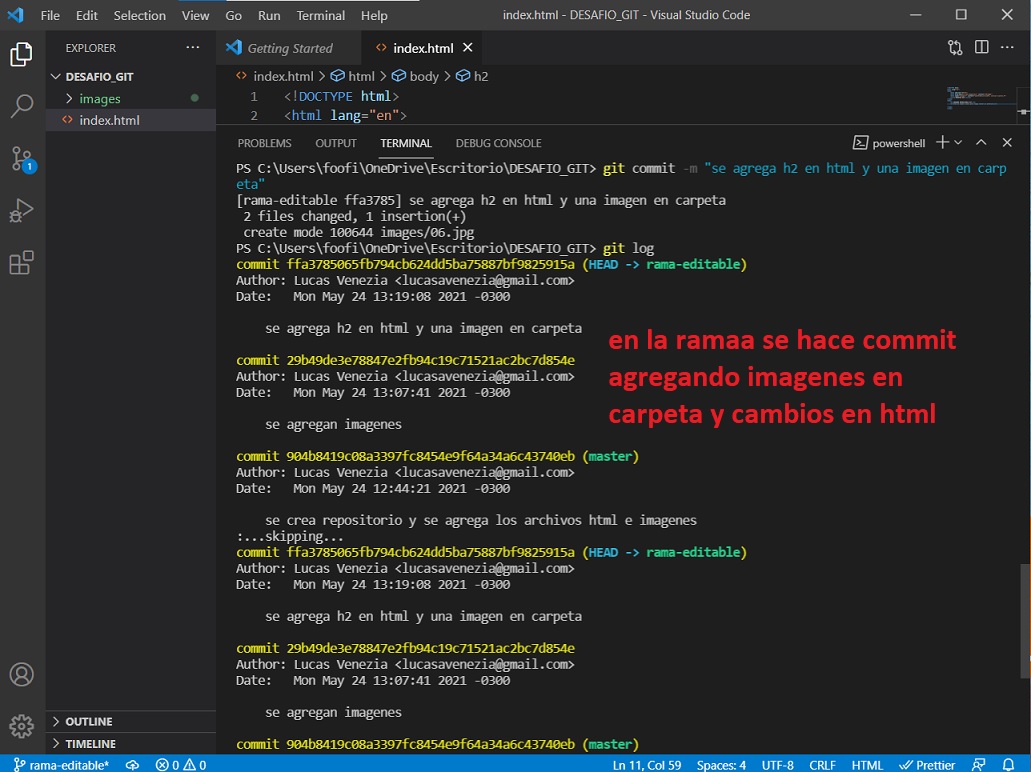 File Edit Selection View Go Run Terminal Help index.html - DESAFIO_GIT - Visual Studio Code
EXPLORER ...
DESAFIO_GIT
images
index.html
Getting Started index.html
index.html > html > body > h2
1 <!DOCTYPE html>
2 <html lang="en">
PROBLEMS OUTPUT TERMINAL DEBUG CONSOLE powershell
PS C:\Users\foofi\OneDrive\Escritorio\DESAFIO_GIT> git commit -m "se agrega h2 en html y una imagen en carp
eta"
[rama-editable ffa3785] se agrega h2 en html y una imagen en carpeta
2 files changed, 1 insertion(+)
create mode 100644 images/06.jpg
PS C:\Users\foofi\OneDrive\Escritorio\DESAFIO_GIT> git log
commit ffa3785065fb794cb624dd5ba75887bf9825915a (HEAD -> rama-editable)
Author: Lucas Venezia <lucasavenezia@gmail.com>
Date: Mon May 24 13:19:08 2021 -0300
se agrega h2 en html y una imagen en carpeta
commit 29b49de3e78847e2fb94c19c71521ac2bc7d854e
Author: Lucas Venezia <lucasavenezia@gmail.com>
Date: Mon May 24 13:07:41 2021 -0300
se agregan imagenes
commit 904b8419c08a3397fc8454e9f64a34a6c43740eb (master)
Author: Lucas Venezia <lucasavenezia@gmail.com>
Date: Mon May 24 12:44:21 2021 -0300
se crea repositorio y se agrega los archivos html e imagenes
:...skipping...
commit ffa3785065fb794cb624dd5ba75887bf9825915a (HEAD -> rama-editable)
Author: Lucas Venezia <lucasavenezia@gmail.com>
Date: Mon May 24 13:19:08 2021 -0300
se agrega h2 en html y una imagen en carpeta
commit 29b49de3e78847e2fb94c19c71521ac2bc7d854e
Author: Lucas Venezia <lucasavenezia@gmail.com>
Date: Mon May 24 13:07:41 2021 -0300
se agregan imagenes
commit 904b8419c08a3397fc8454e9f64a34a6c43740eb (master)
en la ramaa se hace commit
agregando imagenes en
carpeta y cambios en html
1
OUTLINE
TIMELINE
rama-editable* 0 0 Ln 11, Col 59 Spaces: 4 UTF-8 CRLF HTML Prettier